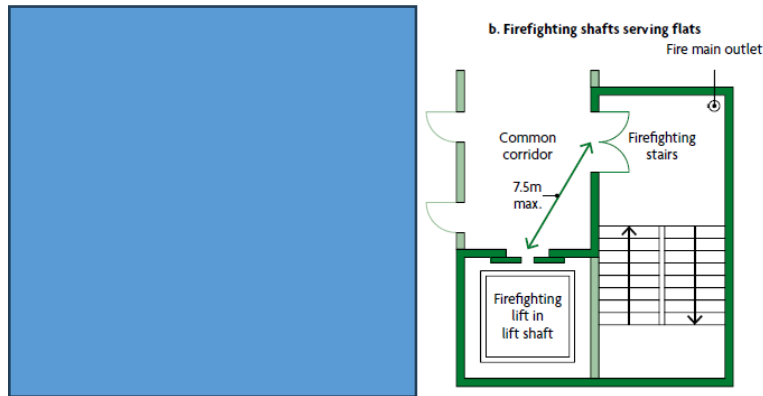 b. Firefighting shafts serving flats
Fire main outlet
Common
corridor
Firefighting
stairs
7.5m
max.
Firefighting
lift in
lift shaft